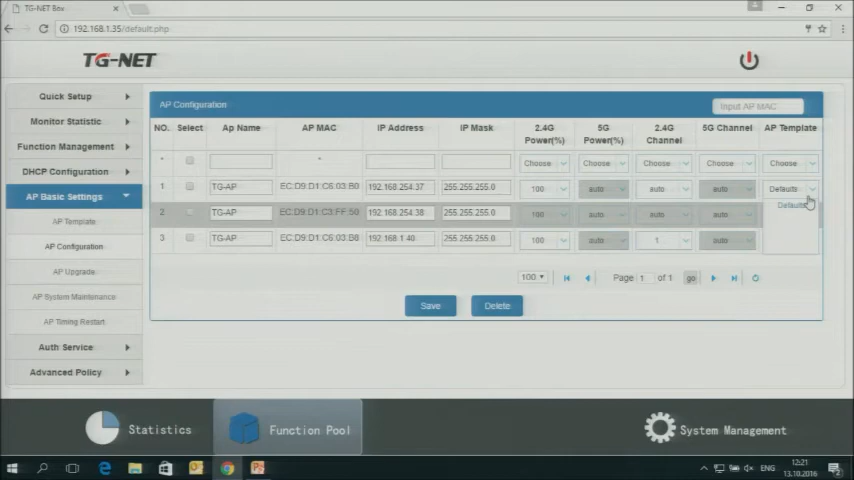 TG-NET Box
192.168.1.35/default.php
TG-NET
Quick Setup
Monitor Statistic
Function Management
DHCP Configuration
AP Basic Settings
AP Template
AP Configuration
AP Upgrade
AP System Maintenance
AP Timing Restart
Auth Service
Advanced Policy
AP Configuration
Input AP MAC
NO. Select Ap Name AP MAC IP Address IP Mask 2.4G Power(%) 5G Power(%) 2.4G Channel 5G Channel AP Template
* * Choose Choose Choose Choose Choose
1 TG-AP EC:D9:D1:C6:03:B0 192.168.254.37 255.255.255.0 100 auto auto auto Defaults
2 TG-AP EC:D9:D1:C3:FF:50 192.168.254.38 255.255.255.0 100 auto auto auto
Defaults
3 TG-AP EC:D9:D1:C6:03:B8 192.168.1.40 255.255.255.0 100 auto 1 auto
100 Page 1 of 1 go
Save Delete
Statistics
Function Pool
System Management
ENG
12:21
13.10.2016